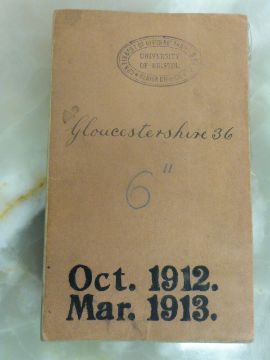 UNIVERSITY
OF BRISTOL
Gloucestershire 36
6"
Oct. 1912.
Mar. 1913.